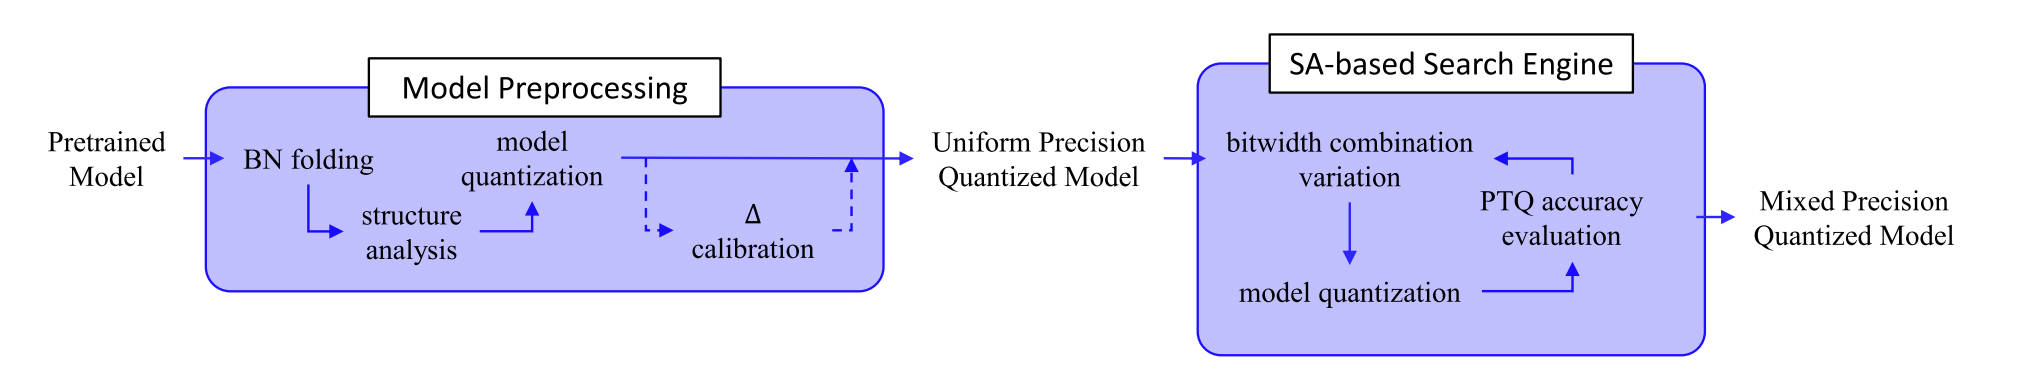 Model Preprocessing
SA-based Search Engine
Pretrained
Model
BN folding
structure
analysis
model
quantization
Δ
calibration
Uniform Precision
Quantized Model
bitwidth combination
variation
model quantization
PTQ accuracy
evaluation
Mixed Precision
Quantized Model